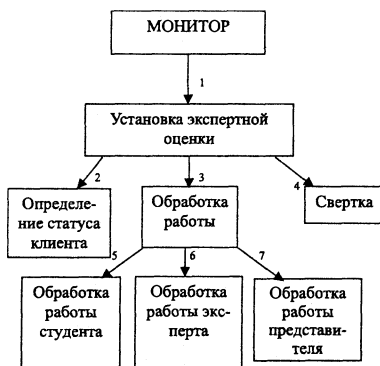 МОНИТОР
1
Установка экспертной
оценки
2
3
4
Определе-
ние статуса
клиента
Обработка
работы
Свертка
5
6
7
Обработка
работы
студента
Обработка
работы экс-
перта
Обработка
работы
представи-
теля